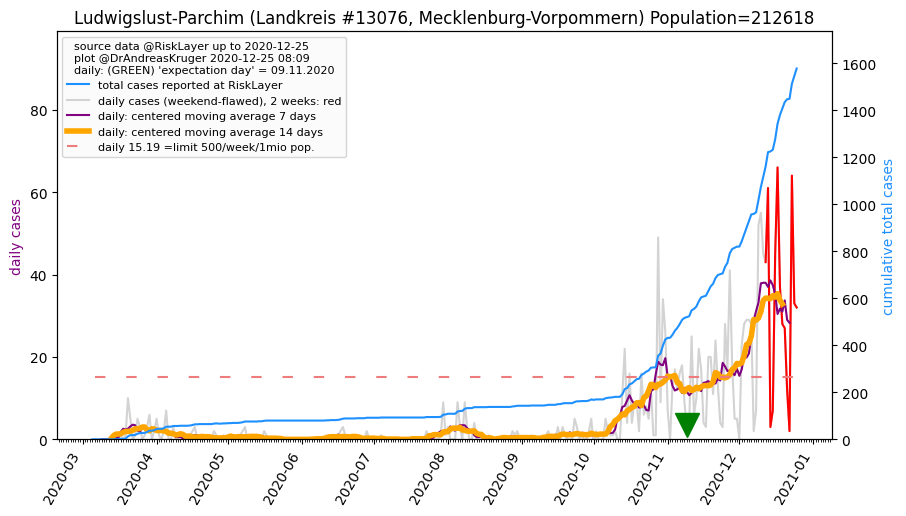 Ludwigslust-Parchim (Landkreis #13076, Mecklenburg-Vorpommern) Population=212618
source data @RiskLayer up to 2020-12-25
plot @DrAndreasKruger 2020-12-25 08:09
daily: (GREEN) 'expectation day' = 09.11.2020
total cases reported at RiskLayer
daily cases (weekend-flawed), 2 weeks: red
daily: centered moving average 7 days
daily: centered moving average 14 days
daily 15.19 =limit 500/week/1mio pop.
daily cases
80
60
40
20
0
cumulative total cases
1600
1400
1200
1000
800
600
400
200
0
2020-03
2020-04
2020-05
2020-06
2020-07
2020-08
2020-09
2020-10
2020-11
2020-12
2021-01